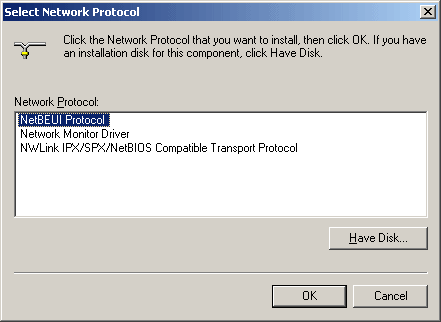 Select Network Protocol
Click the Network Protocol that you want to install, then click OK. If you have
an installation disk for this component, click Have Disk.
Network Protocol:
NetBEUI Protocol
Network Monitor Driver
NWLink IPX/SPX/NetBIOS Compatible Transport Protocol
Have Disk...
OK
Cancel